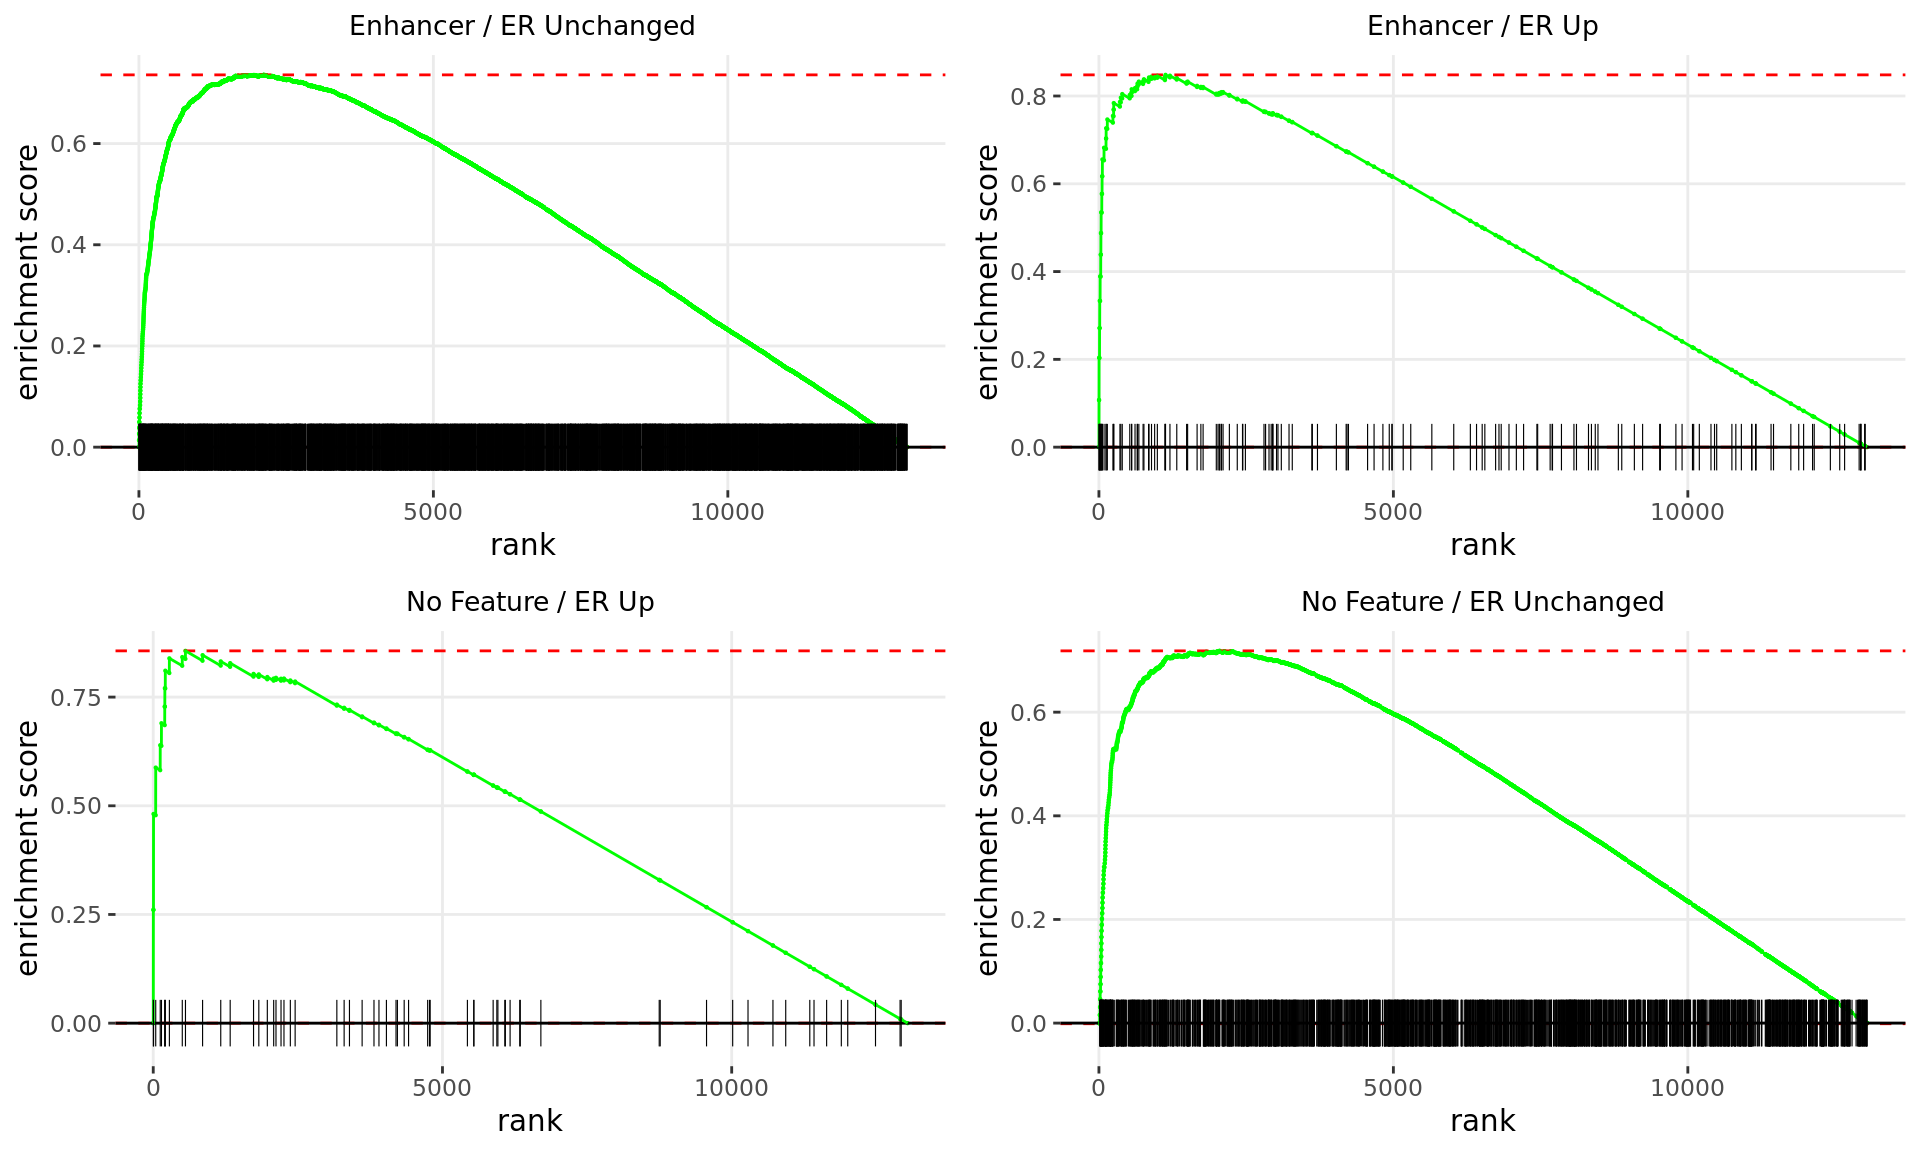 Enhancer / ER Unchanged
enrichment score
0.6
0.4
0.2
0.0
0 5000 10000
rank
Enhancer / ER Up
enrichment score
0.8
0.6
0.4
0.2
0.0
0 5000 10000
rank
No Feature / ER Up
enrichment score
0.75
0.50
0.25
0.00
0 5000 10000
rank
No Feature / ER Unchanged
enrichment score
0.6
0.4
0.2
0.0
0 5000 10000
rank